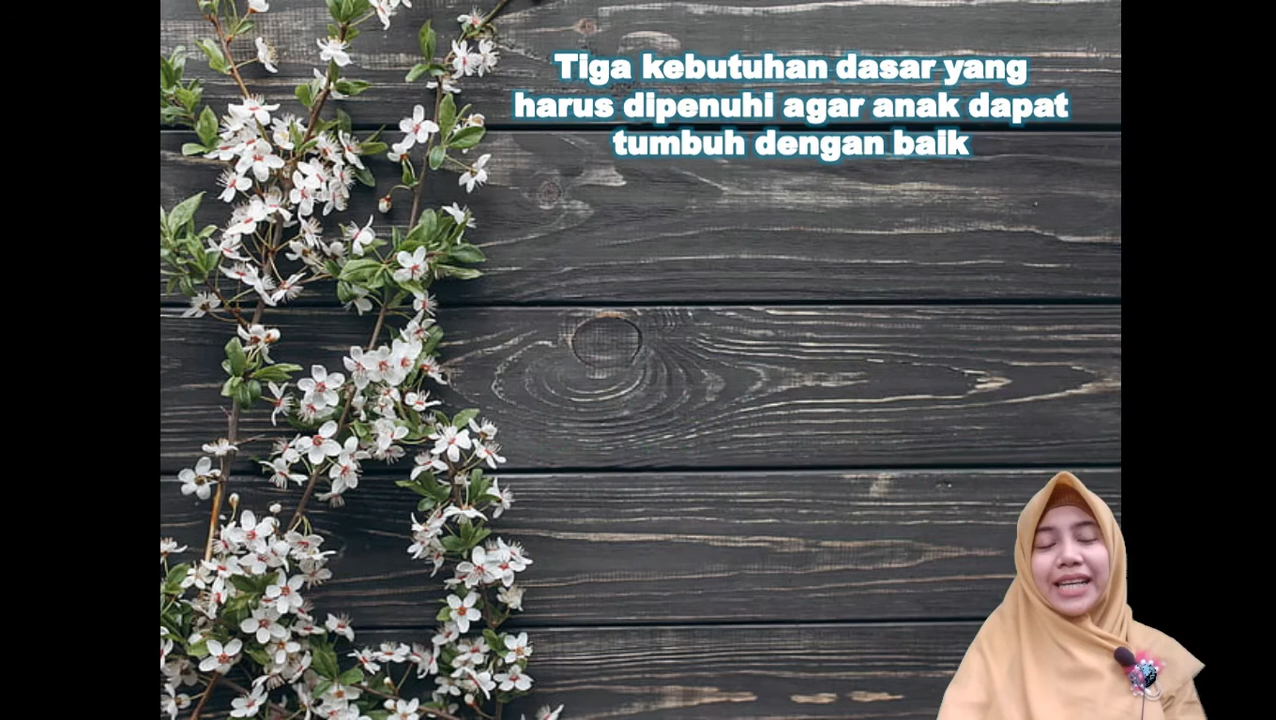 Tiga kebutuhan dasar yang
harus dipenuhi agar anak dapat
tumbuh dengan baik